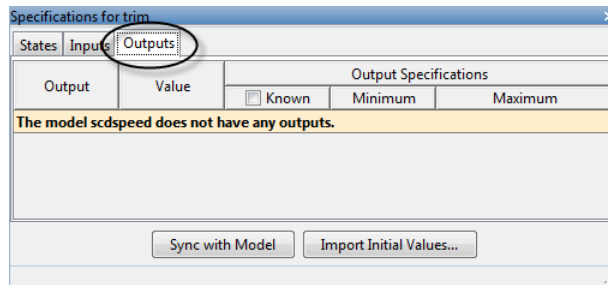 Specifications for trim
States Inputs Outputs
Output Value Output Specifications
Known Minimum Maximum
The model scdspeed does not have any outputs.
Sync with Model Import Initial Values...